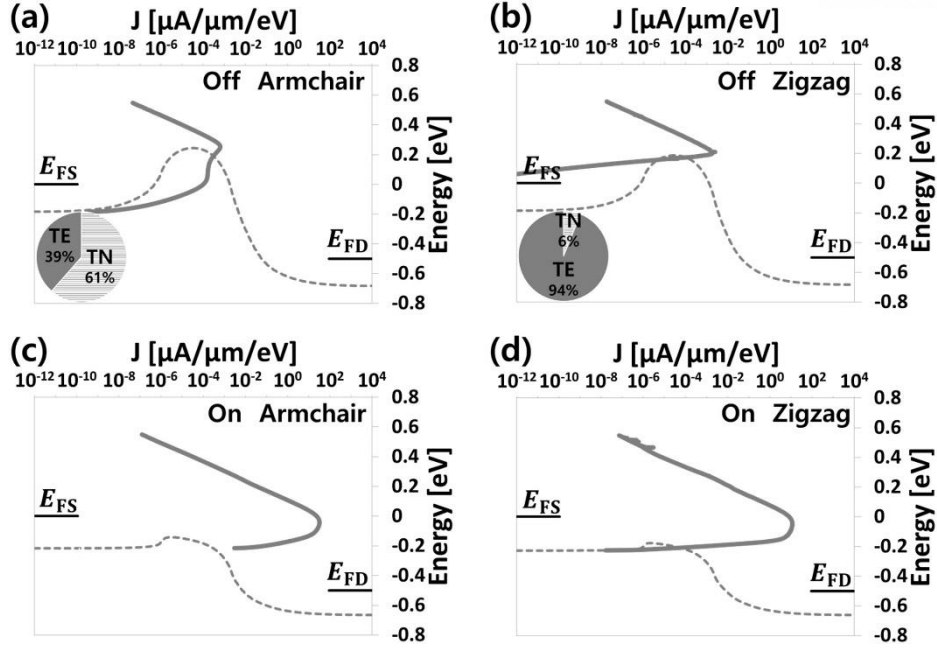 (a) J [μA/μm/eV]
10⁻¹² 10⁻¹⁰ 10⁻⁸ 10⁻⁶ 10⁻⁴ 10⁻² 10⁰ 10² 10⁴
Off Armchair
0.8
0.6
0.4
0.2
0
-0.2
-0.4
-0.6
-0.8
Energy [eV]
E_FS
E_FD
TE
39%
TN
61%
(b) J [μA/μm/eV]
10⁻¹² 10⁻¹⁰ 10⁻⁸ 10⁻⁶ 10⁻⁴ 10⁻² 10⁰ 10² 10⁴
Off Zigzag
0.8
0.6
0.4
0.2
0
-0.2
-0.4
-0.6
-0.8
Energy [eV]
E_FS
E_FD
TN
6%
TE
94%
(c) J [μA/μm/eV]
10⁻¹² 10⁻¹⁰ 10⁻⁸ 10⁻⁶ 10⁻⁴ 10⁻² 10⁰ 10² 10⁴
On Armchair
0.8
0.6
0.4
0.2
0
-0.2
-0.4
-0.6
-0.8
Energy [eV]
E_FS
E_FD
(d) J [μA/μm/eV]
10⁻¹² 10⁻¹⁰ 10⁻⁸ 10⁻⁶ 10⁻⁴ 10⁻² 10⁰ 10² 10⁴
On Zigzag
0.8
0.6
0.4
0.2
0
-0.2
-0.4
-0.6
-0.8
Energy [eV]
E_FS
E_FD